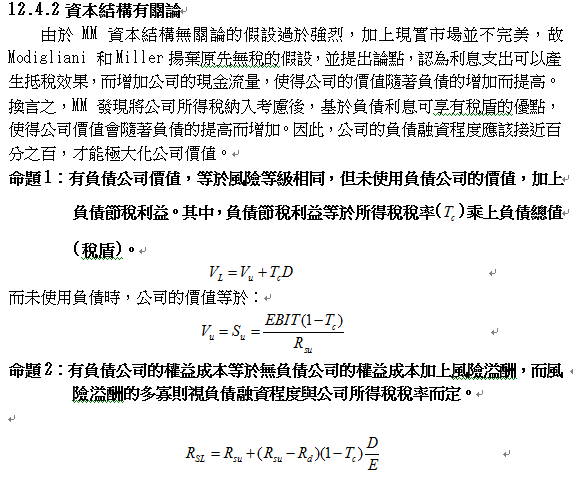 12.4.2 資本結構有關論
由於 MM 資本結構無關論的假設過於強烈，加上現實市場並不完美，故
Modigliani 和 Miller 揚棄原先無稅的假設，並提出論點，認為利息支出可以產
生抵稅效果，而增加公司的現金流量，使得公司的價值隨著負債的增加而提高。
換言之，MM 發現將公司所得稅納入考慮後，基於負債利息可享有稅盾的優點，
使得公司價值會隨著負債的提高而增加。因此，公司的負債融資程度應該接近百
分之百，才能極大化公司價值。
命題1：有負債公司價值，等於風險等級相同，但未使用負債公司的價值，加上
負債節稅利益。其中，負債節稅利益等於所得稅稅率(T_c)乘上負債總值
(稅盾)。
V_L = V_u + T_c D
而未使用負債時，公司的價值等於：
V_u = S_u = \frac{EBIT(1-T_c)}{R_{su}}
命題2：有負債公司的權益成本等於無負債公司的權益成本加上風險溢酬，而風
險溢酬的多寡則視負債融資程度與公司所得稅稅率而定。
R_{SL} = R_{su} + (R_{su} - R_d)(1-T_c)\frac{D}{E}